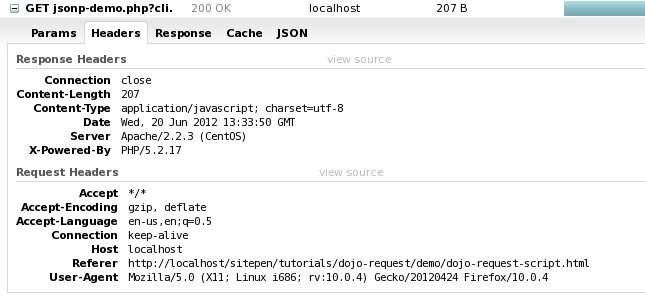 GET jsonp-demo.php?cli. 200 OK localhost 207 B
Params Headers Response Cache JSON
Response Headers view source
Connection close
Content-Length 207
Content-Type application/javascript; charset=utf-8
Date Wed, 20 Jun 2012 13:33:50 GMT
Server Apache/2.2.3 (CentOS)
X-Powered-By PHP/5.2.17
Request Headers view source
Accept */*
Accept-Encoding gzip, deflate
Accept-Language en-us,en;q=0.5
Connection keep-alive
Host localhost
Referer http://localhost/sitepen/tutorials/dojo-request/demo/dojo-request-script.html
User-Agent Mozilla/5.0 (X11; Linux i686; rv:10.0.4) Gecko/20120424 Firefox/10.0.4